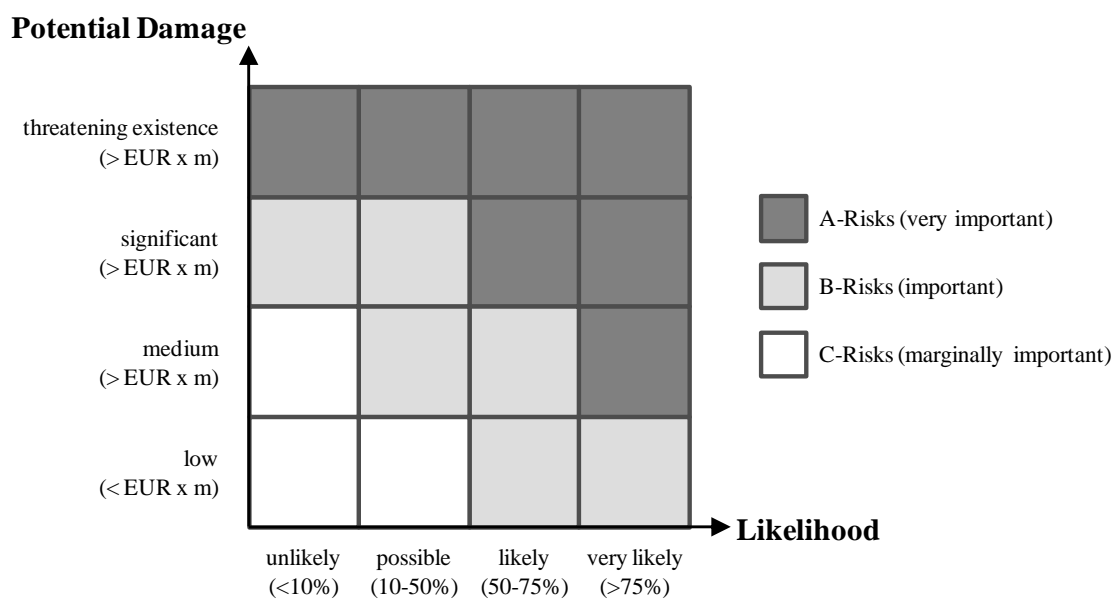 Potential Damage
threatening existence
(> EUR x m)
significant
(> EUR x m)
medium
(> EUR x m)
low
(< EUR x m)
A-Risks (very important)
B-Risks (important)
C-Risks (marginally important)
Likelihood
unlikely
(<10%)
possible
(10-50%)
likely
(50-75%)
very likely
(>75%)